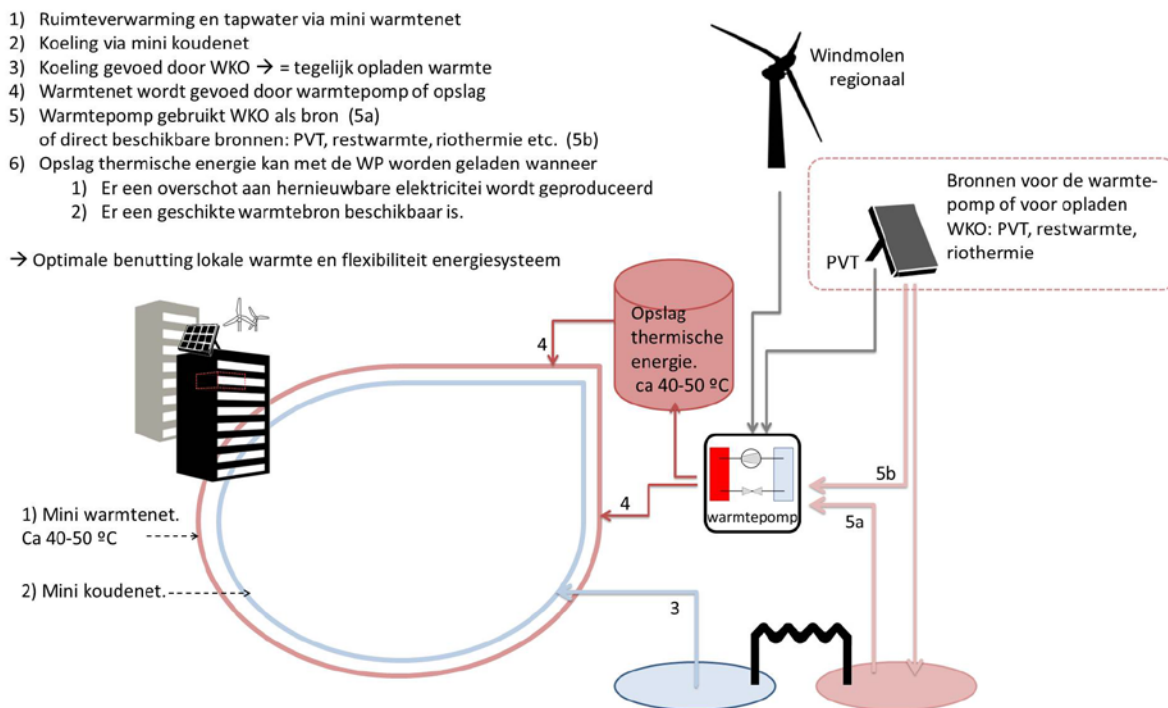 1) Ruimteverwarming en tapwater via mini warmtenet
2) Koeling via mini koudenet
3) Koeling gevoed door WKO → = tegelijk opladen warmte
4) Warmtenet wordt gevoed door warmtepomp of opslag
5) Warmtepomp gebruikt WKO als bron (5a)
of direct beschikbare bronnen: PVT, restwarmte, riothermie etc. (5b)
6) Opslag thermische energie kan met de WP worden geladen wanneer
1) Er een overschot aan hernieuwbare elektricitei wordt geproduceerd
2) Er een geschikte warmtebron beschikbaar is.
→ Optimale benutting lokale warmte en flexibiliteit energiesysteem
Windmolen
regionaal
Bronnen voor de warmte-
pomp of voor opladen
WKO: PVT, restwarmte,
riothermie
PVT
Opslag
thermische
energie.
ca 40-50 ºC
4
warmtepomp
4
5b
5a
1) Mini warmtenet.
Ca 40-50 ºC
2) Mini koudenet.
3